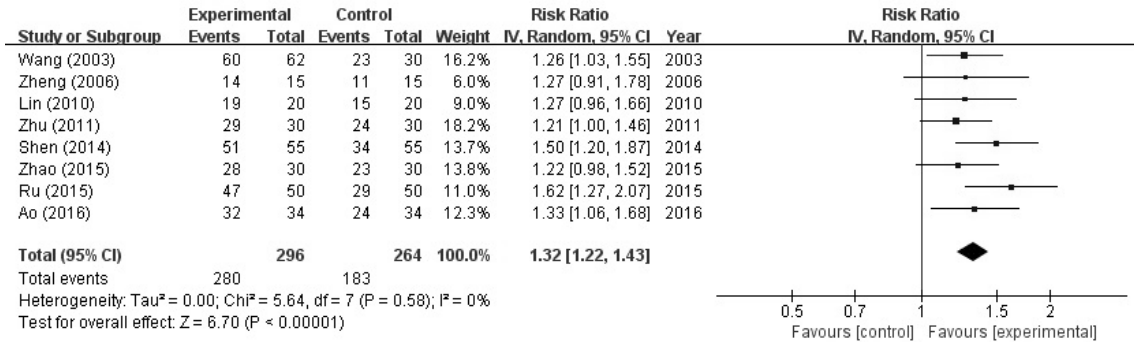 Experimental Control Risk Ratio Risk Ratio
Study or Subgroup Events Total Events Total Weight IV, Random, 95% CI Year IV, Random, 95% CI
Wang (2003) 60 62 23 30 16.2% 1.26 [1.03, 1.55] 2003
Zheng (2006) 14 15 11 15 6.0% 1.27 [0.91, 1.78] 2006
Lin (2010) 19 20 15 20 9.0% 1.27 [0.96, 1.66] 2010
Zhu (2011) 29 30 24 30 18.2% 1.21 [1.00, 1.46] 2011
Shen (2014) 51 55 34 55 13.7% 1.50 [1.20, 1.87] 2014
Zhao (2015) 28 30 23 30 13.8% 1.22 [0.98, 1.52] 2015
Ru (2015) 47 50 29 50 11.0% 1.62 [1.27, 2.07] 2015
Ao (2016) 32 34 24 34 12.3% 1.33 [1.06, 1.68] 2016
Total (95% CI) 296 264 100.0% 1.32 [1.22, 1.43]
Total events 280 183
Heterogeneity: Tau² = 0.00; Chi² = 5.64, df = 7 (P = 0.58); I² = 0%
Test for overall effect: Z = 6.70 (P < 0.00001)
0.5 0.7 1 1.5 2
Favours [control] Favours [experimental]